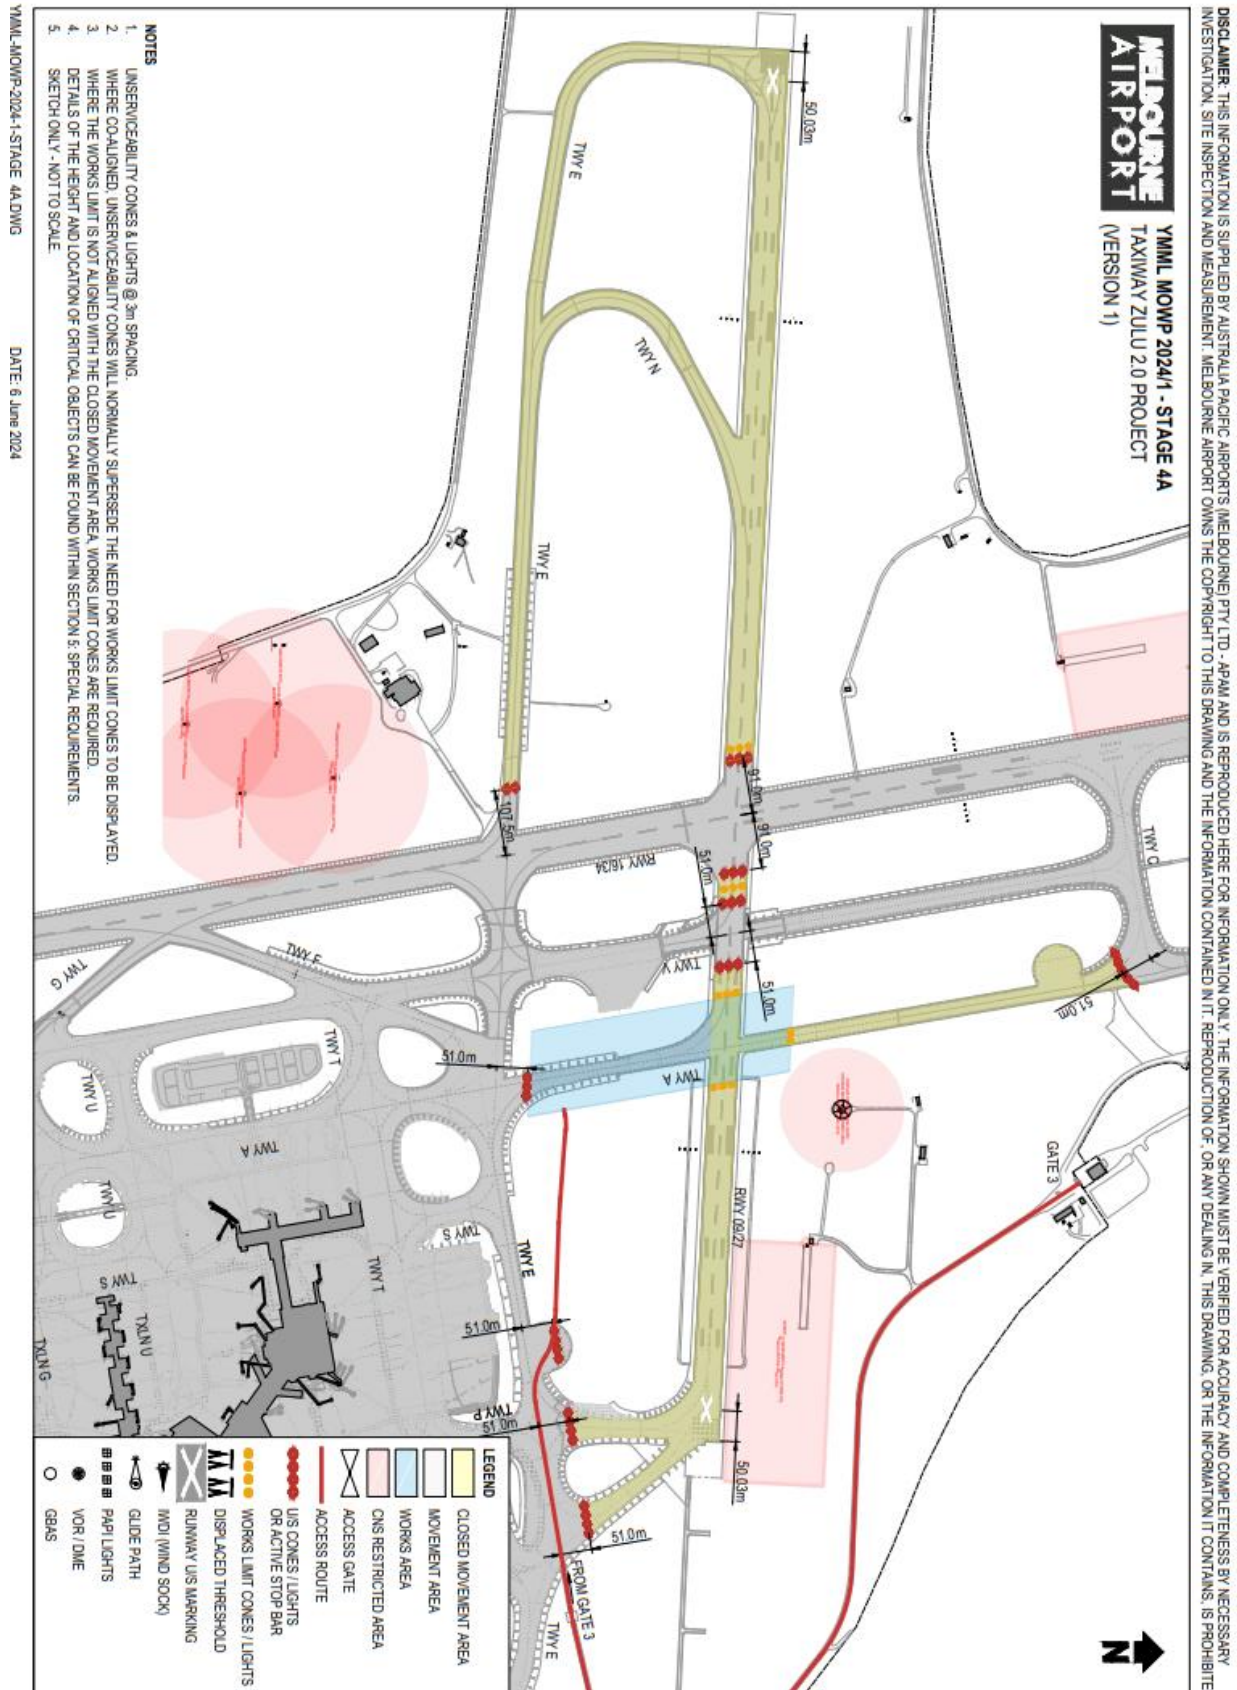 DISCLAIMER: THIS INFORMATION IS SUPPLIED BY AUSTRALIA PACIFIC AIRPORTS (MELBOURNE) PTY LTD - APAM AND IS REPRODUCED HERE FOR INFORMATION ONLY. THE INFORMATION SHOWN MUST BE VERIFIED FOR ACCURACY AND COMPLETENESS BY NECESSARY
INVESTIGATION, SITE INSPECTION AND MEASUREMENT. MELBOURNE AIRPORT OWNS THE COPYRIGHT TO THIS DRAWING AND THE INFORMATION CONTAINED IN IT. REPRODUCTION OF, OR ANY DEALING IN, THIS DRAWING, OR THE INFORMATION IT CONTAINS, IS PROHIBITE
MELBOURNE
AIRPORT
YMML MOWP 2024/1 - STAGE 4A
TAXIWAY ZULU 2.0 PROJECT
(VERSION 1)
N
50.03m
TWY E
TWY N
TWY E
107.5m
91.0m
91.0m
RWY 16/34
51.0m
TWY C
TWY V
51.0m
51.0m
TWY F
TWY G
51.0m
TWY A
TWY T
TWY U
TWY A
GATE 3
RWY 09/27
TWY U
TWY S
TWY E
TWY S
TWY T
TXLN U
TXLN G
51.0m
TWY P
51.0m
50.03m
51.0m
FROM GATE 3
TWY E
LEGEND
CLOSED MOVEMENT AREA
MOVEMENT AREA
WORKS AREA
CNS RESTRICTED AREA
ACCESS GATE
ACCESS ROUTE
U/S CONES / LIGHTS
OR ACTIVE STOP BAR
WORKS LIMIT CONES / LIGHTS
DISPLACED THRESHOLD
RUNWAY U/S MARKING
IWDI (WIND SOCK)
GLIDE PATH
PAPI LIGHTS
VOR / DME
GBAS
NOTES
1. UNSERVICEABILITY CONES & LIGHTS @ 3m SPACING.
2. WHERE CO-ALIGNED, UNSERVICEABILITY CONES WILL NORMALLY SUPERSEDE THE NEED FOR WORKS LIMIT CONES TO BE DISPLAYED.
3. WHERE THE WORKS LIMIT IS NOT ALIGNED WITH THE CLOSED MOVEMENT AREA, WORKS LIMIT CONES ARE REQUIRED.
4. DETAILS OF THE HEIGHT AND LOCATION OF CRITICAL OBJECTS CAN BE FOUND WITHIN SECTION 5: SPECIAL REQUIREMENTS.
5. SKETCH ONLY - NOT TO SCALE.
YMML-MOWP-2024-1-STAGE 4A.DWG
DATE: 6 June 2024